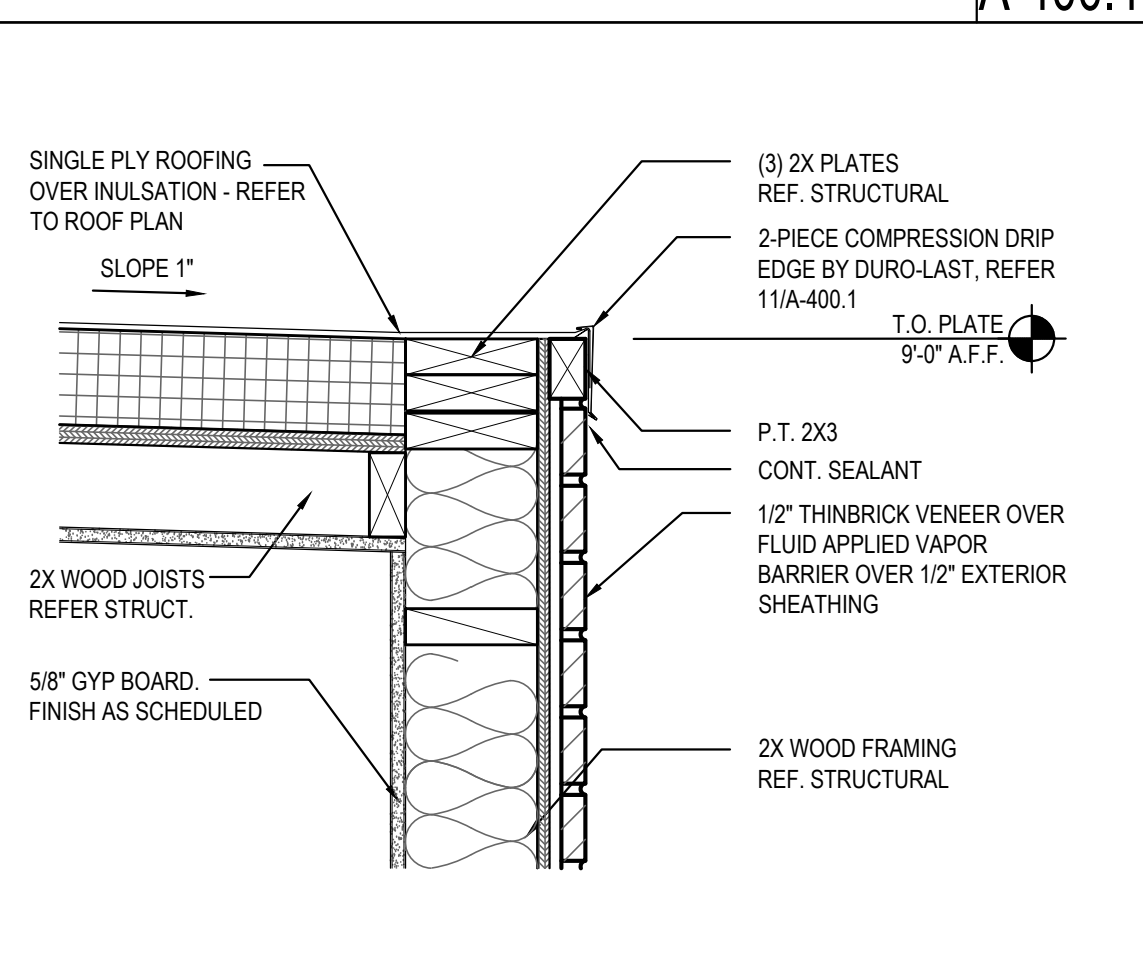 SINGLE PLY ROOFING
OVER INULSATION - REFER
TO ROOF PLAN
SLOPE 1"
2X WOOD JOISTS
REFER STRUCT.
5/8" GYP BOARD.
FINISH AS SCHEDULED
(3) 2X PLATES
REF. STRUCTURAL
2-PIECE COMPRESSION DRIP
EDGE BY DURO-LAST, REFER
11/A-400.1
T.O. PLATE
9'-0" A.F.F.
P.T. 2X3
CONT. SEALANT
1/2" THINBRICK VENEER OVER
FLUID APPLIED VAPOR
BARRIER OVER 1/2" EXTERIOR
SHEATHING
2X WOOD FRAMING
REF. STRUCTURAL